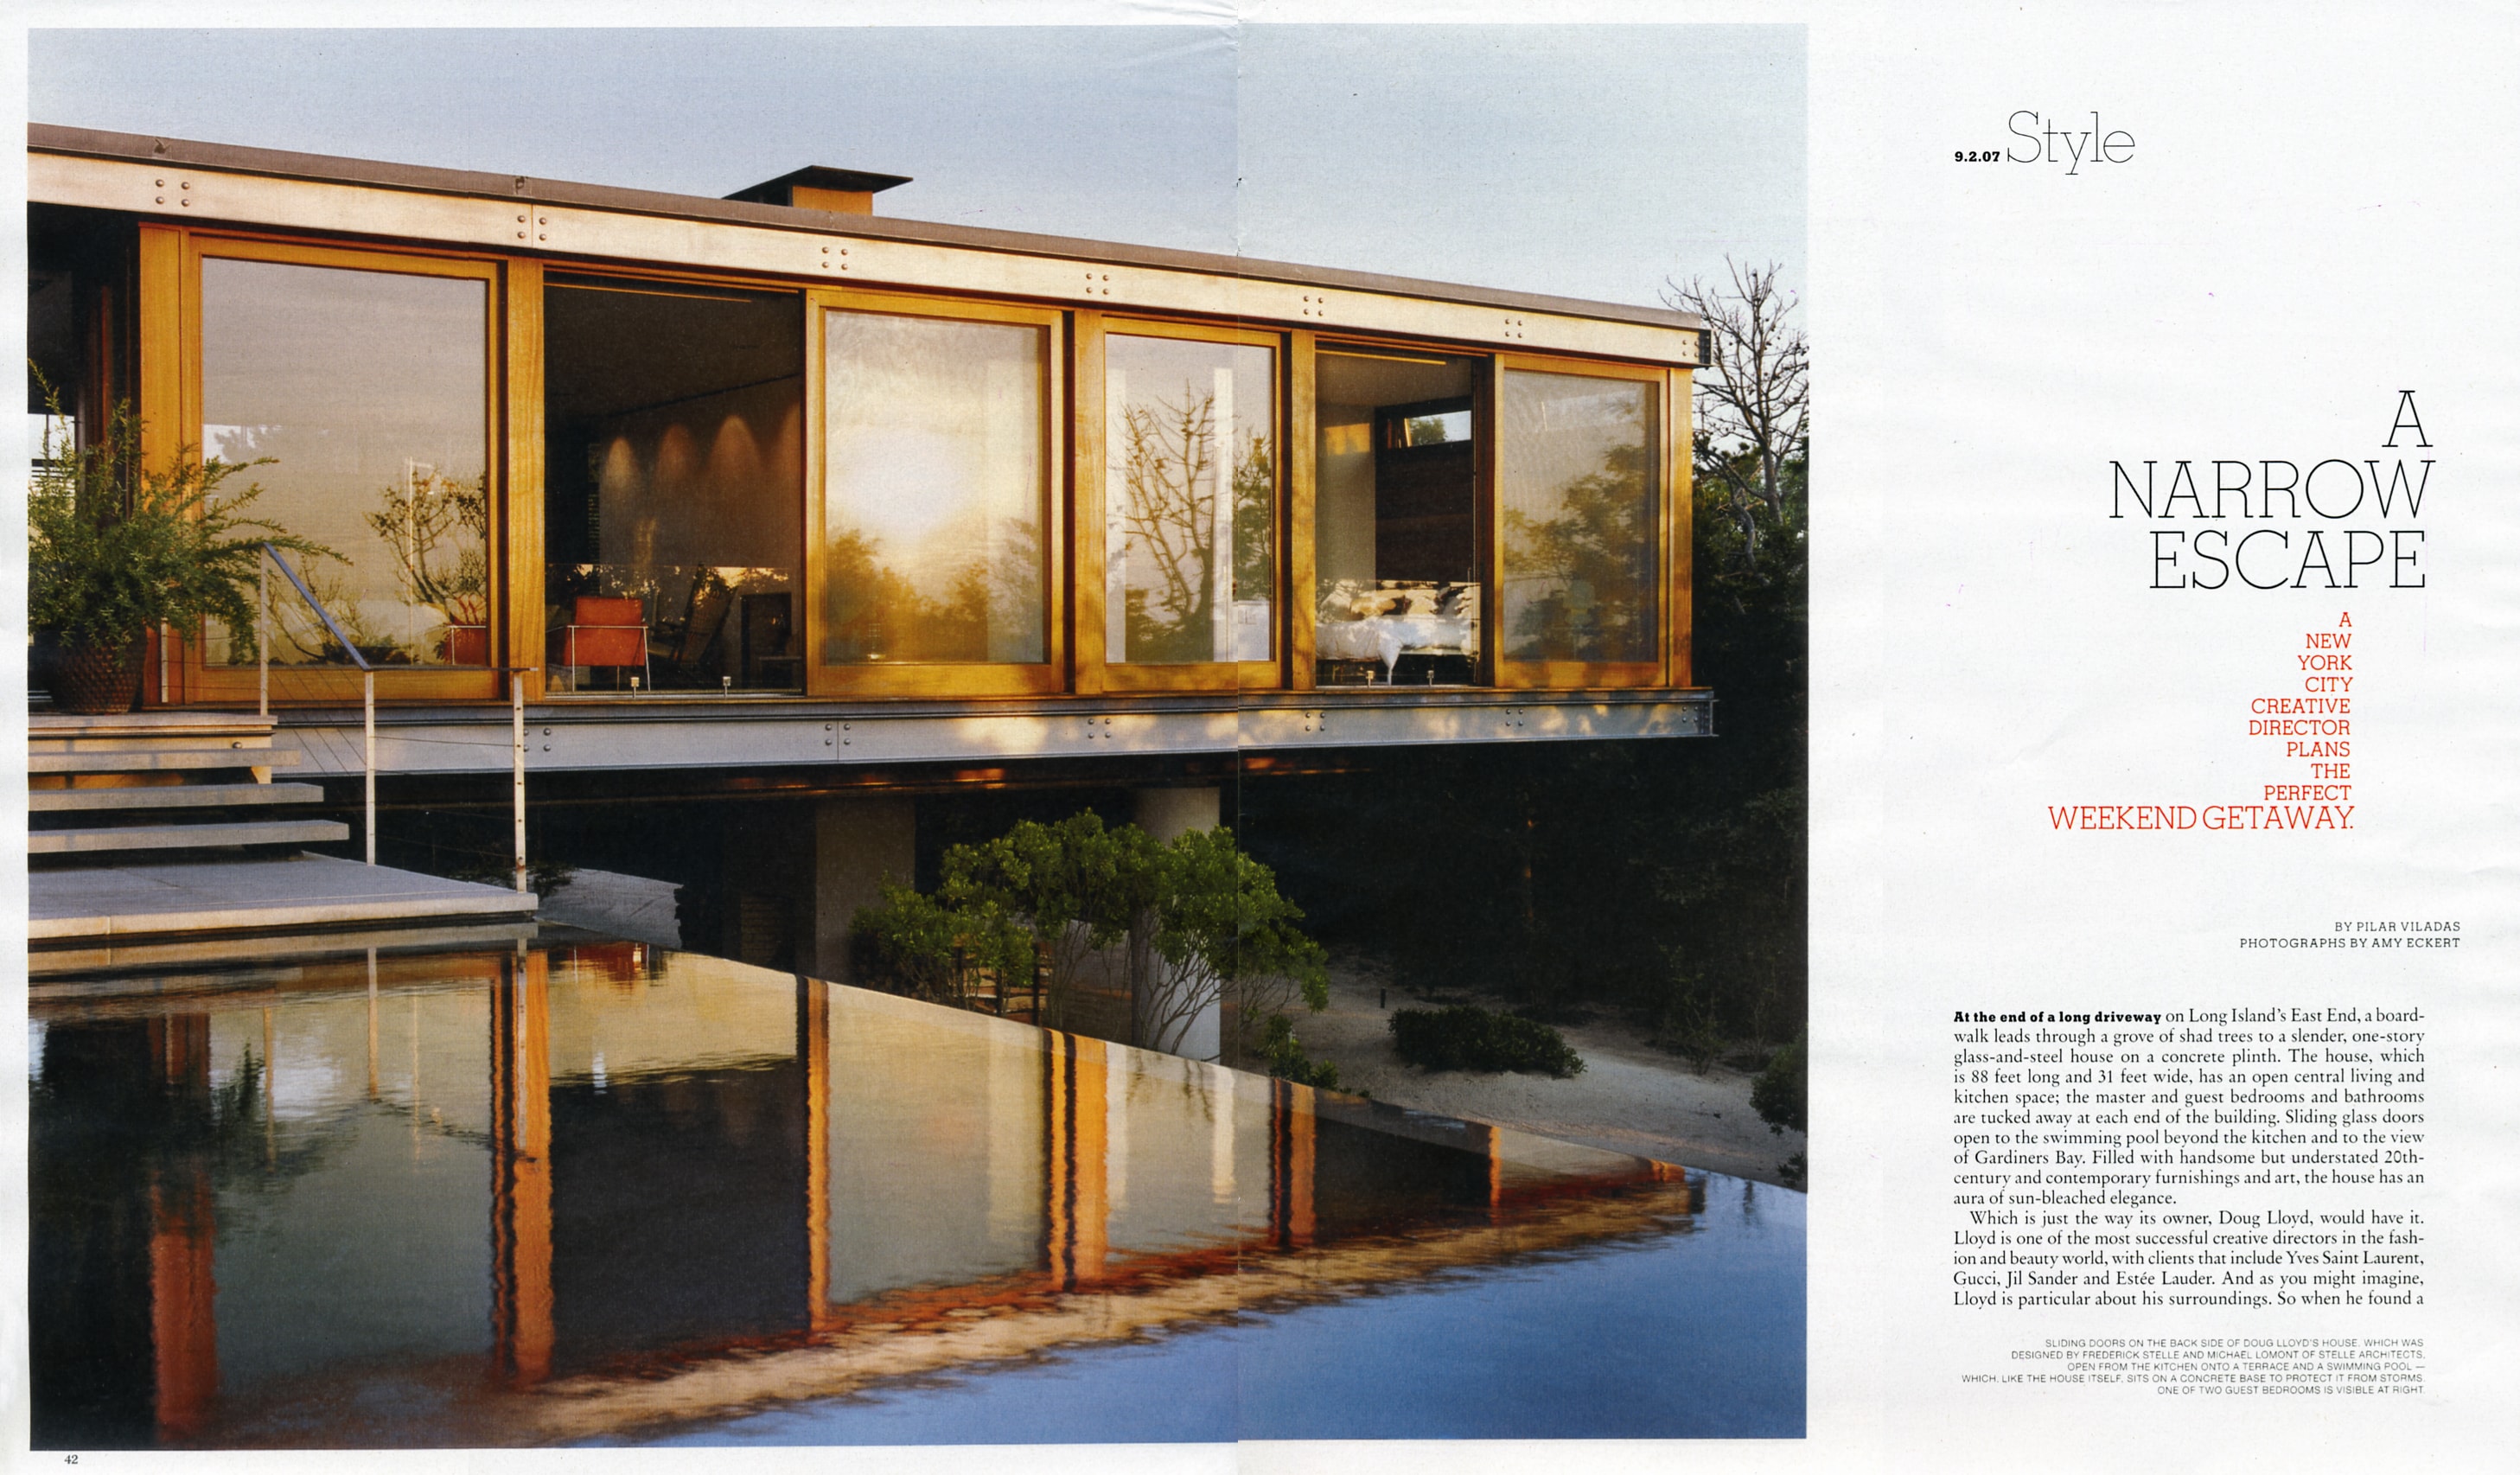 9.2.07 Style
A
NARROW
ESCAPE
A
NEW
YORK
CITY
CREATIVE
DIRECTOR
PLANS
THE
PERFECT
WEEKEND GETAWAY.
BY PILAR VILADAS
PHOTOGRAPHS BY AMY ECKERT
At the end of a long driveway on Long Island's East End, a board-
walk leads through a grove of shad trees to a slender, one-story
glass-and-steel house on a concrete plinth. The house, which
is 88 feet long and 31 feet wide, has an open central living and
kitchen space; the master and guest bedrooms and bathrooms
are tucked away at each end of the building. Sliding glass doors
open to the swimming pool beyond the kitchen and to the view
of Gardiners Bay. Filled with handsome but understated 20th-
century and contemporary furnishings and art, the house has an
aura of sun-bleached elegance.
Which is just the way its owner, Doug Lloyd, would have it.
Lloyd is one of the most successful creative directors in the fash-
ion and beauty world, with clients that include Yves Saint Laurent,
Gucci, Jil Sander and Estée Lauder. And as you might imagine,
Lloyd is particular about his surroundings. So when he found a
SLIDING DOORS ON THE BACK SIDE OF DOUG LLOYD'S HOUSE, WHICH WAS
DESIGNED BY FREDERICK STELLE AND MICHAEL LOMONT OF STELLE ARCHITECTS,
OPEN FROM THE KITCHEN ONTO A TERRACE AND A SWIMMING POOL —
WHICH, LIKE THE HOUSE ITSELF, SITS ON A CONCRETE BASE TO PROTECT IT FROM STORMS.
ONE OF TWO GUEST BEDROOMS IS VISIBLE AT RIGHT.
42